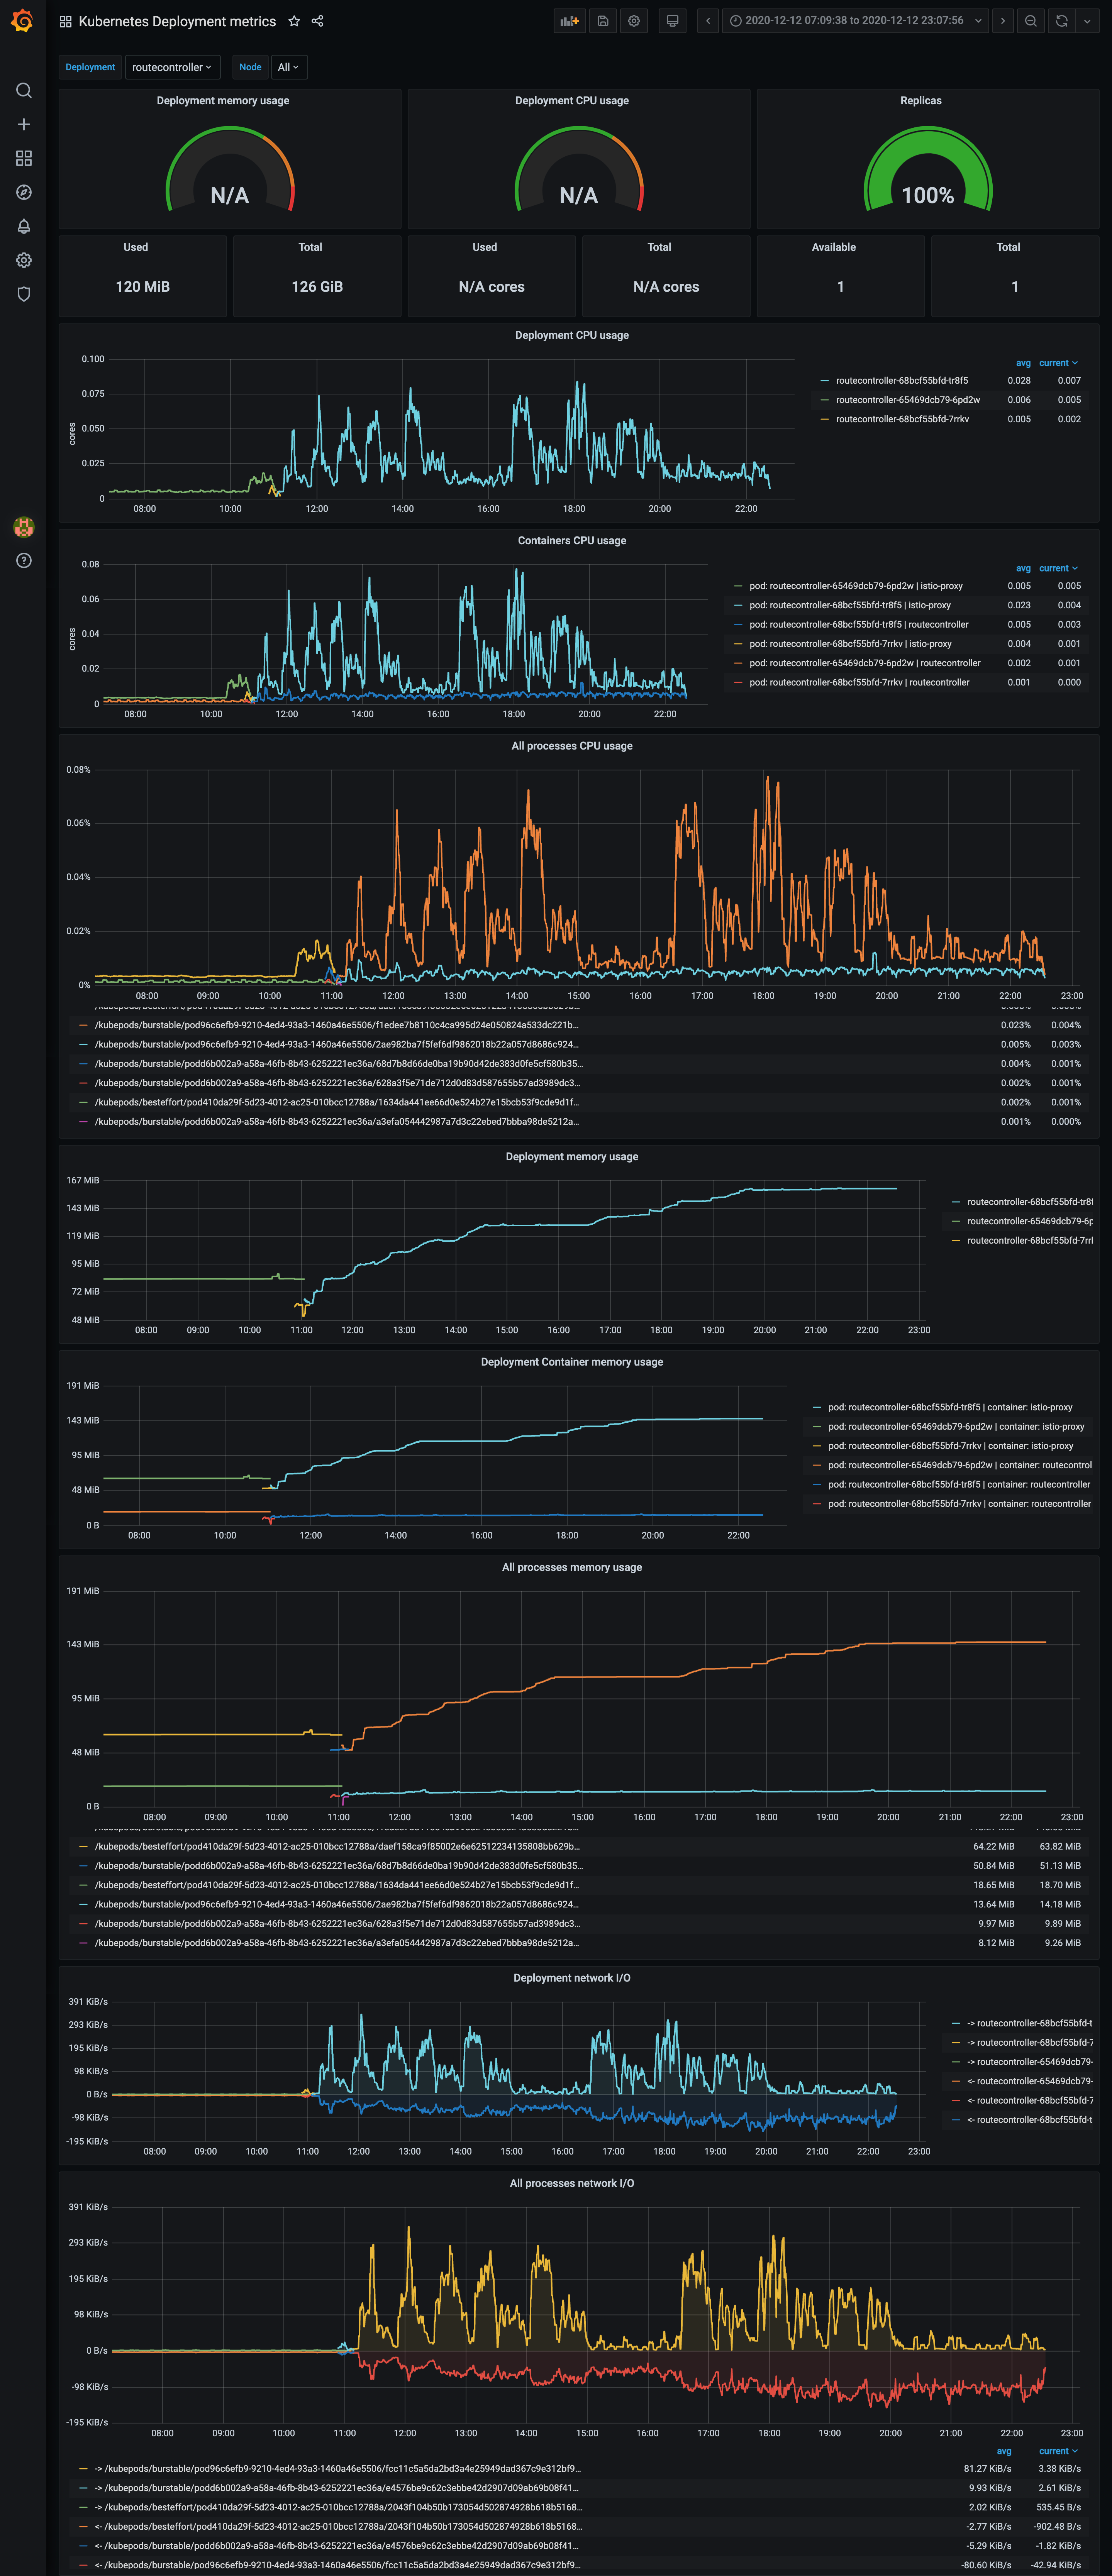 Kubernetes Deployment metrics
2020-12-12 07:09:38 to 2020-12-12 23:07:56
Deployment routecontroller Node All
Deployment memory usage
N/A
Deployment CPU usage
N/A
Replicas
100%
Used
120 MiB
Total
126 GiB
Used
N/A cores
Total
N/A cores
Available
1
Total
1
Deployment CPU usage
cores
0.100
0.075
0.050
0.025
0
08:00 10:00 12:00 14:00 16:00 18:00 20:00 22:00
avg current
routecontroller-68bcf55bfd-tr8f5 0.028 0.007
routecontroller-65469dcb79-6pd2w 0.006 0.005
routecontroller-68bcf55bfd-7rrkv 0.005 0.002
Containers CPU usage
cores
0.08
0.06
0.04
0.02
0
08:00 10:00 12:00 14:00 16:00 18:00 20:00 22:00
avg current
pod: routecontroller-65469dcb79-6pd2w | istio-proxy 0.005 0.005
pod: routecontroller-68bcf55bfd-tr8f5 | istio-proxy 0.023 0.004
pod: routecontroller-68bcf55bfd-tr8f5 | routecontroller 0.005 0.003
pod: routecontroller-68bcf55bfd-7rrkv | istio-proxy 0.004 0.001
pod: routecontroller-65469dcb79-6pd2w | routecontroller 0.002 0.001
pod: routecontroller-68bcf55bfd-7rrkv | routecontroller 0.001 0.000
All processes CPU usage
0.08%
0.06%
0.04%
0.02%
0%
08:00 09:00 10:00 11:00 12:00 13:00 14:00 15:00 16:00 17:00 18:00 19:00 20:00 21:00 22:00 23:00
/kubepods/burstable/pod96c6efb9-9210-4ed4-93a3-1460a46e5506/f1edee7b8110c4ca995d24e050824a533dc221b... 0.023% 0.004%
/kubepods/burstable/pod96c6efb9-9210-4ed4-93a3-1460a46e5506/2ae982ba7f5fef6df9862018b22a057d8686c924... 0.005% 0.003%
/kubepods/burstable/podd6b002a9-a58a-46fb-8b43-6252221ec36a/68d7b8d66de0ba19b90d42de383d0fe5cf580b35... 0.004% 0.001%
/kubepods/burstable/podd6b002a9-a58a-46fb-8b43-6252221ec36a/628a3f5e71de712d0d83d587655b57ad3989dc3... 0.002% 0.001%
/kubepods/besteffort/pod410da29f-5d23-4012-ac25-010bcc12788a/1634da441ee66d0e524b27e15bcb53f9cde9d1f... 0.002% 0.001%
/kubepods/burstable/podd6b002a9-a58a-46fb-8b43-6252221ec36a/a3efa054442987a7d3c22ebed7bbba98de5212a... 0.001% 0.000%
Deployment memory usage
167 MiB
143 MiB
119 MiB
95 MiB
72 MiB
48 MiB
08:00 09:00 10:00 11:00 12:00 13:00 14:00 15:00 16:00 17:00 18:00 19:00 20:00 21:00 22:00 23:00
routecontroller-68bcf55bfd-tr8f
routecontroller-65469dcb79-6p
routecontroller-68bcf55bfd-7rrl
Deployment Container memory usage
191 MiB
143 MiB
95 MiB
48 MiB
0 B
08:00 10:00 12:00 14:00 16:00 18:00 20:00 22:00
pod: routecontroller-68bcf55bfd-tr8f5 | container: istio-proxy
pod: routecontroller-65469dcb79-6pd2w | container: istio-proxy
pod: routecontroller-68bcf55bfd-7rrkv | container: istio-proxy
pod: routecontroller-65469dcb79-6pd2w | container: routecontrol
pod: routecontroller-68bcf55bfd-tr8f5 | container: routecontroller
pod: routecontroller-68bcf55bfd-7rrkv | container: routecontroller
All processes memory usage
191 MiB
143 MiB
95 MiB
48 MiB
0 B
08:00 09:00 10:00 11:00 12:00 13:00 14:00 15:00 16:00 17:00 18:00 19:00 20:00 21:00 22:00 23:00
/kubepods/besteffort/pod410da29f-5d23-4012-ac25-010bcc12788a/daef158ca9f85002e6e62512234135808bb629b... 64.22 MiB 63.82 MiB
/kubepods/burstable/podd6b002a9-a58a-46fb-8b43-6252221ec36a/68d7b8d66de0ba19b90d42de383d0fe5cf580b35... 50.84 MiB 51.13 MiB
/kubepods/besteffort/pod410da29f-5d23-4012-ac25-010bcc12788a/1634da441ee66d0e524b27e15bcb53f9cde9d1f... 18.65 MiB 18.70 MiB
/kubepods/burstable/pod96c6efb9-9210-4ed4-93a3-1460a46e5506/2ae982ba7f5fef6df9862018b22a057d8686c924... 13.64 MiB 14.18 MiB
/kubepods/burstable/podd6b002a9-a58a-46fb-8b43-6252221ec36a/628a3f5e71de712d0d83d587655b57ad3989dc3... 9.97 MiB 9.89 MiB
/kubepods/burstable/podd6b002a9-a58a-46fb-8b43-6252221ec36a/a3efa054442987a7d3c22ebed7bbba98de5212a... 8.12 MiB 9.26 MiB
Deployment network I/O
391 KiB/s
293 KiB/s
195 KiB/s
98 KiB/s
0 B/s
-98 KiB/s
-195 KiB/s
08:00 09:00 10:00 11:00 12:00 13:00 14:00 15:00 16:00 17:00 18:00 19:00 20:00 21:00 22:00 23:00
-> routecontroller-68bcf55bfd-t
-> routecontroller-68bcf55bfd-7
-> routecontroller-65469dcb79-
<- routecontroller-65469dcb79-
<- routecontroller-68bcf55bfd-7
<- routecontroller-68bcf55bfd-t
All processes network I/O
391 KiB/s
293 KiB/s
195 KiB/s
98 KiB/s
0 B/s
-98 KiB/s
-195 KiB/s
08:00 09:00 10:00 11:00 12:00 13:00 14:00 15:00 16:00 17:00 18:00 19:00 20:00 21:00 22:00 23:00
avg current
-> /kubepods/burstable/pod96c6efb9-9210-4ed4-93a3-1460a46e5506/fcc11c5a5da2bd3a4e25949dad367c9e312bf9... 81.27 KiB/s 3.38 KiB/s
-> /kubepods/burstable/podd6b002a9-a58a-46fb-8b43-6252221ec36a/e4576be9c62c3ebbe42d2907d09ab69b08f41... 9.93 KiB/s 2.61 KiB/s
-> /kubepods/besteffort/pod410da29f-5d23-4012-ac25-010bcc12788a/2043f104b50b173054d502874928b618b5168... 2.02 KiB/s 535.45 B/s
<- /kubepods/besteffort/pod410da29f-5d23-4012-ac25-010bcc12788a/2043f104b50b173054d502874928b618b5168... -2.77 KiB/s -902.48 B/s
<- /kubepods/burstable/podd6b002a9-a58a-46fb-8b43-6252221ec36a/e4576be9c62c3ebbe42d2907d09ab69b08f41... -5.29 KiB/s -1.82 KiB/s
<- /kubepods/burstable/pod96c6efb9-9210-4ed4-93a3-1460a46e5506/fcc11c5a5da2bd3a4e25949dad367c9e312bf9... -80.60 KiB/s -42.94 KiB/s